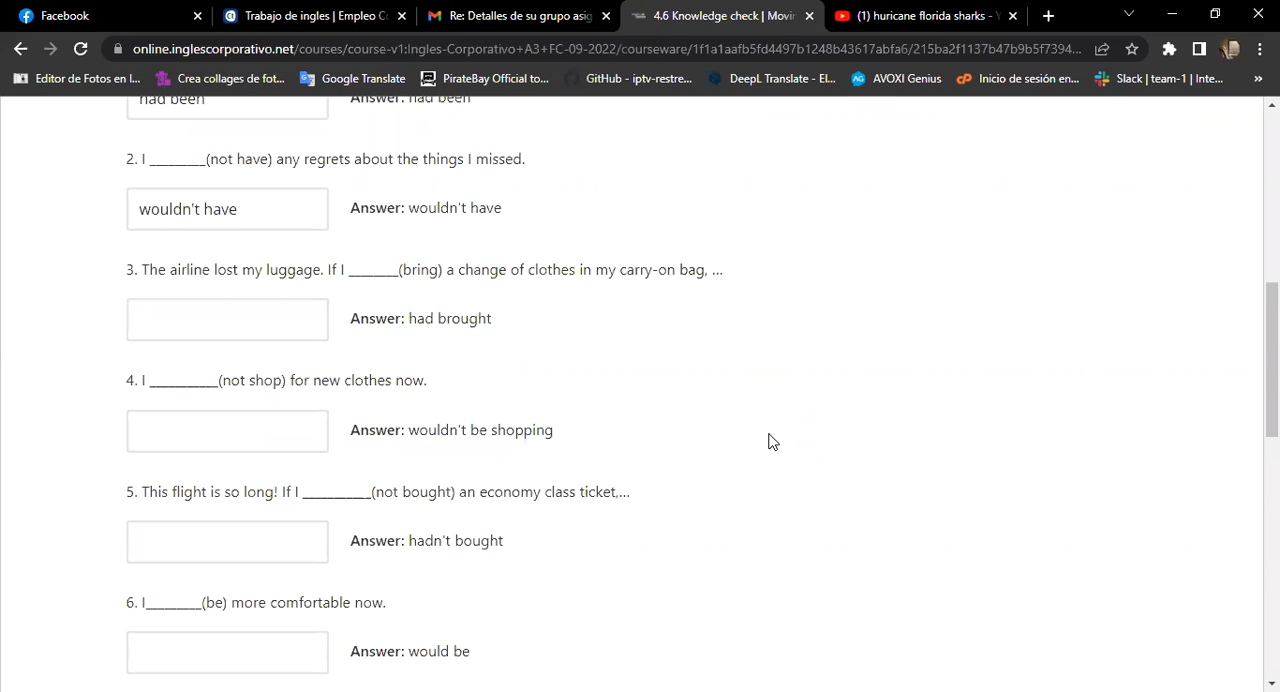 Facebook
Trabajo de ingles | Empleo C
Re: Detalles de su grupo asig
4.6 Knowledge check | Movin
(1) huricane florida sharks - Y
online.inglescorporativo.net/courses/course-v1:Ingles-Corporativo+A3+FC-09-2022/courseware/1f1a1aafb5fd4497b1248b43617abfa6/215ba2f1137b47b9b5f7394...
Editor de Fotos en l...
Crea collages de fot...
Google Translate
PirateBay Official to...
GitHub - iptv-restre...
DeepL Translate - El...
AVOXI Genius
Inicio de sesión en...
Slack | team-1 | Inte...
»
had been
Answer: had been
2. I ________(not have) any regrets about the things I missed.
wouldn't have
Answer: wouldn't have
3. The airline lost my luggage. If I _______(bring) a change of clothes in my carry-on bag, ...
Answer: had brought
4. I __________(not shop) for new clothes now.
Answer: wouldn't be shopping
5. This flight is so long! If I __________(not bought) an economy class ticket,...
Answer: hadn't bought
6. I________(be) more comfortable now.
Answer: would be